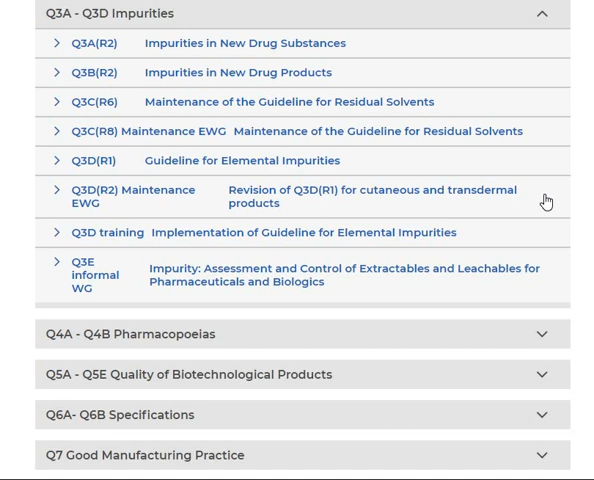 Q3A - Q3D Impurities
Q3A(R2) Impurities in New Drug Substances
Q3B(R2) Impurities in New Drug Products
Q3C(R6) Maintenance of the Guideline for Residual Solvents
Q3C(R8) Maintenance EWG Maintenance of the Guideline for Residual Solvents
Q3D(R1) Guideline for Elemental Impurities
Q3D(R2) Maintenance
EWG
Revision of Q3D(R1) for cutaneous and transdermal
products
Q3D training Implementation of Guideline for Elemental Impurities
Q3E
informal
WG
Impurity: Assessment and Control of Extractables and Leachables for
Pharmaceuticals and Biologics
Q4A - Q4B Pharmacopoeias
Q5A - Q5E Quality of Biotechnological Products
Q6A- Q6B Specifications
Q7 Good Manufacturing Practice